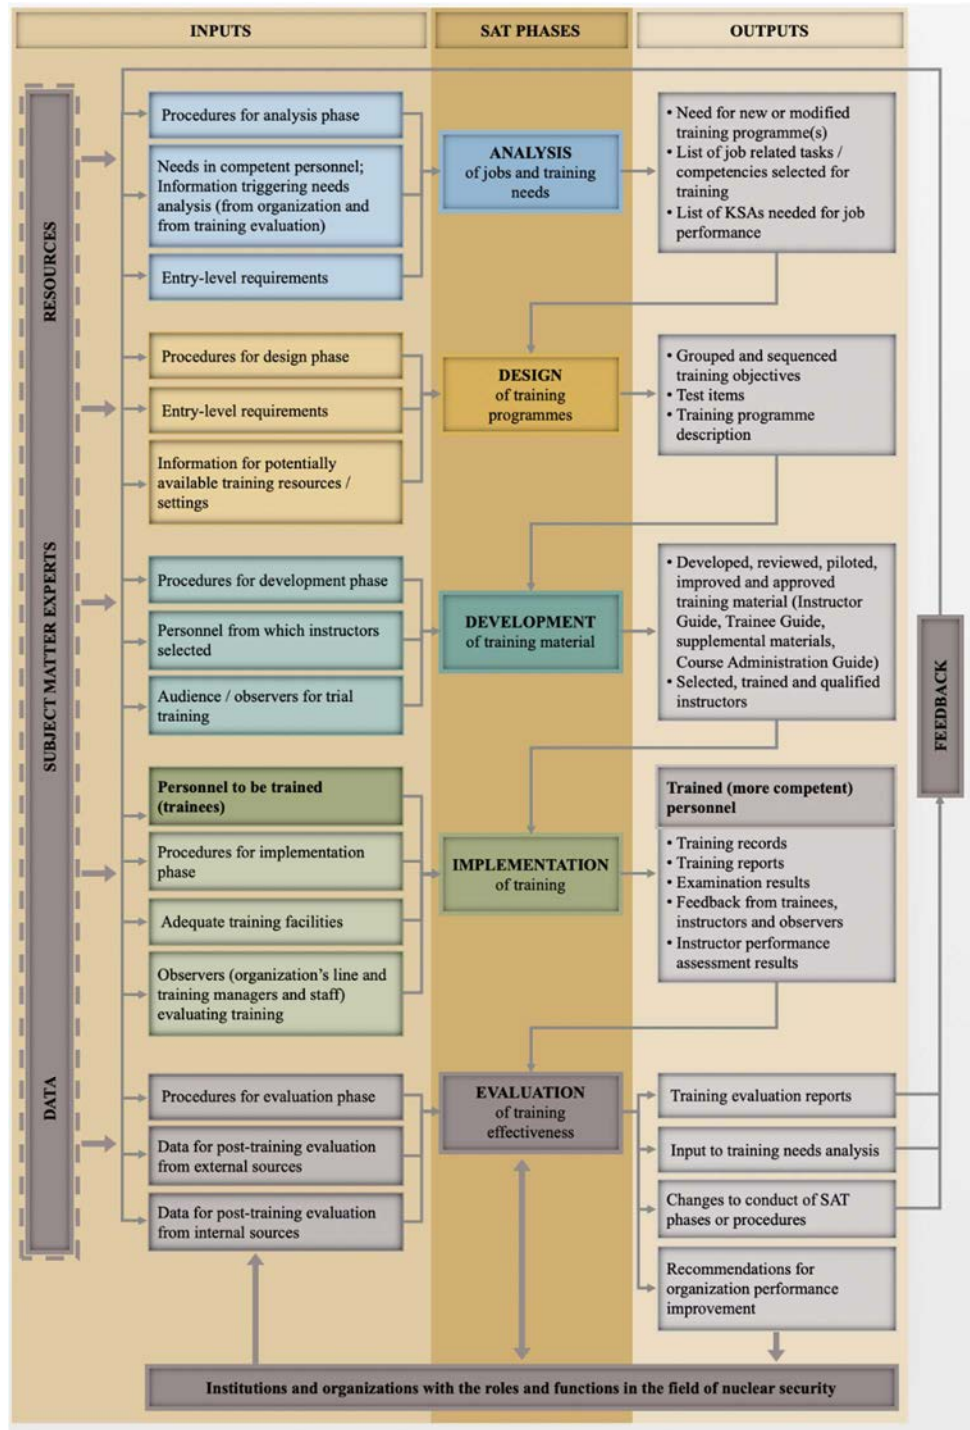 INPUTS
SAT PHASES
OUTPUTS
RESOURCES
SUBJECT MATTER EXPERTS
DATA
Procedures for analysis phase
Needs in competent personnel;
Information triggering needs
analysis (from organization and
from training evaluation)
Entry-level requirements
ANALYSIS
of jobs and training
needs
• Need for new or modified
training programme(s)
• List of job related tasks /
competencies selected for
training
• List of KSAs needed for job
performance
Procedures for design phase
Entry-level requirements
Information for potentially
available training resources /
settings
DESIGN
of training
programmes
• Grouped and sequenced
training objectives
• Test items
• Training programme
description
Procedures for development phase
Personnel from which instructors
selected
Audience / observers for trial
training
DEVELOPMENT
of training material
• Developed, reviewed, piloted,
improved and approved
training material (Instructor
Guide, Trainee Guide,
supplemental materials,
Course Administration Guide)
• Selected, trained and qualified
instructors
FEEDBACK
Personnel to be trained
(trainees)
Procedures for implementation
phase
Adequate training facilities
Observers (organization's line and
training managers and staff)
evaluating training
IMPLEMENTATION
of training
Trained (more competent)
personnel
• Training records
• Training reports
• Examination results
• Feedback from trainees,
instructors and observers
• Instructor performance
assessment results
Procedures for evaluation phase
Data for post-training evaluation
from external sources
Data for post-training evaluation
from internal sources
EVALUATION
of training
effectiveness
Training evaluation reports
Input to training needs analysis
Changes to conduct of SAT
phases or procedures
Recommendations for
organization performance
improvement
Institutions and organizations with the roles and functions in the field of nuclear security